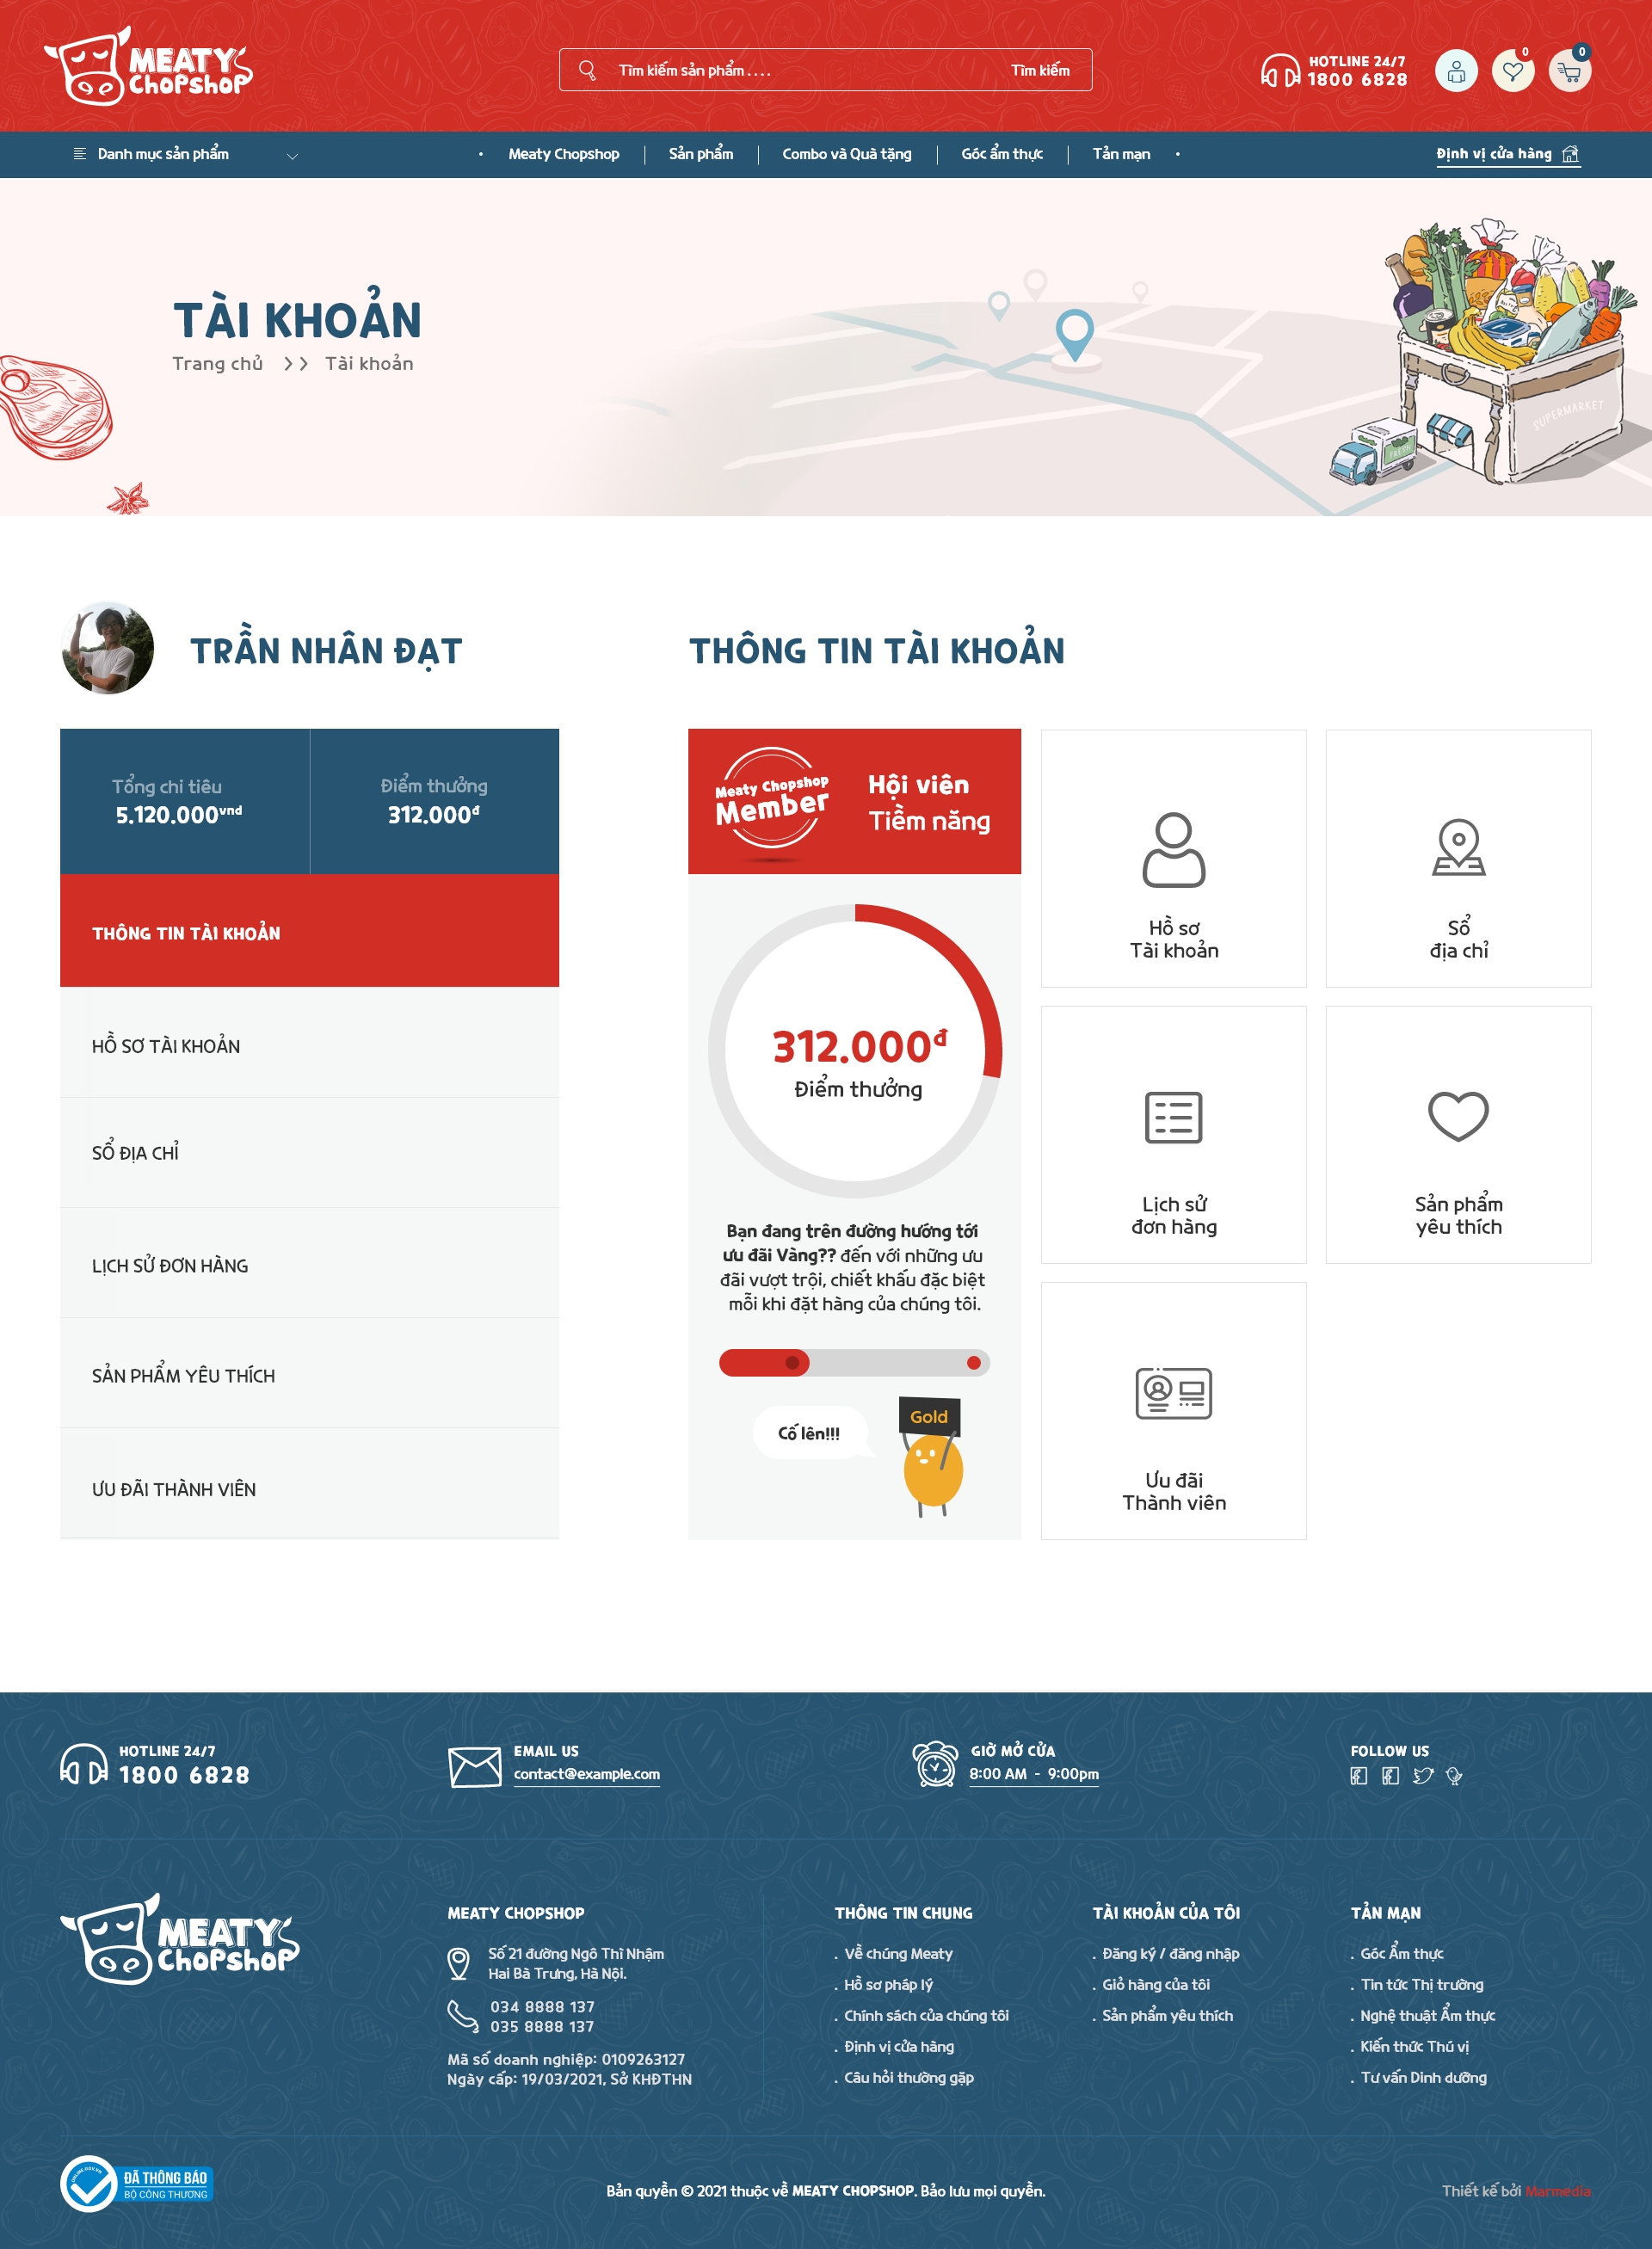 MEATY
ChopshoP
Tìm kiếm sản phẩm . . . .
Tìm kiếm
HOTLINE 24/7
1800 6828
0
0
Danh mục sản phẩm
Meaty Chopshop
Sản phẩm
Combo và Quà tặng
Góc ẩm thực
Tản mạn
Định vị cửa hàng
TÀI KHOẢN
Trang chủ >> Tài khoản
SUPERMARKET
FRESH
TRẦN NHÂN ĐẠT
THÔNG TIN TÀI KHOẢN
Tổng chi tiêu
5.120.000vnd
Điểm thưởng
312.000đ
THÔNG TIN TÀI KHOẢN
HỒ SƠ TÀI KHOẢN
SỔ ĐỊA CHỈ
LỊCH SỬ ĐƠN HÀNG
SẢN PHẨM YÊU THÍCH
ƯU ĐÃI THÀNH VIÊN
Meaty Chopshop
Member
Hội viên
Tiềm năng
312.000đ
Điểm thưởng
Bạn đang trên đường hướng tới
ưu đãi Vàng?? đến với những ưu
đãi vượt trội, chiết khấu đặc biệt
mỗi khi đặt hàng của chúng tôi.
Cố lên!!!
Gold
Hồ sơ
Tài khoản
Sổ
địa chỉ
Lịch sử
đơn hàng
Sản phẩm
yêu thích
Ưu đãi
Thành viên
HOTLINE 24/7
1800 6828
EMAIL US
contact@example.com
GIỜ MỞ CỬA
8:00 AM - 9:00pm
FOLLOW US
MEATY
ChopshoP
MEATY CHOPSHOP
Số 21 đường Ngô Thì Nhậm
Hai Bà Trưng, Hà Nội.
034 8888 137
035 8888 137
Mã số doanh nghiệp: 0109263127
Ngày cấp: 19/03/2021, Sở KHĐTHN
THÔNG TIN CHUNG
. Về chúng Meaty
. Hồ sơ pháp lý
. Chính sách của chúng tôi
. Định vị cửa hàng
. Câu hỏi thường gặp
TÀI KHOẢN CỦA TÔI
. Đăng ký / đăng nhập
. Giỏ hàng của tôi
. Sản phẩm yêu thích
TẢN MẠN
. Góc Ẩm thực
. Tin tức Thị trường
. Nghệ thuật Ẩm thực
. Kiến thức Thú vị
. Tư vấn Dinh dưỡng
ONLINE.GOV.VN
ĐÃ THÔNG BÁO
BỘ CÔNG THƯƠNG
Bản quyền © 2021 thuộc về MEATY CHOPSHOP. Bảo lưu mọi quyền.
Thiết kế bởi Marmedia